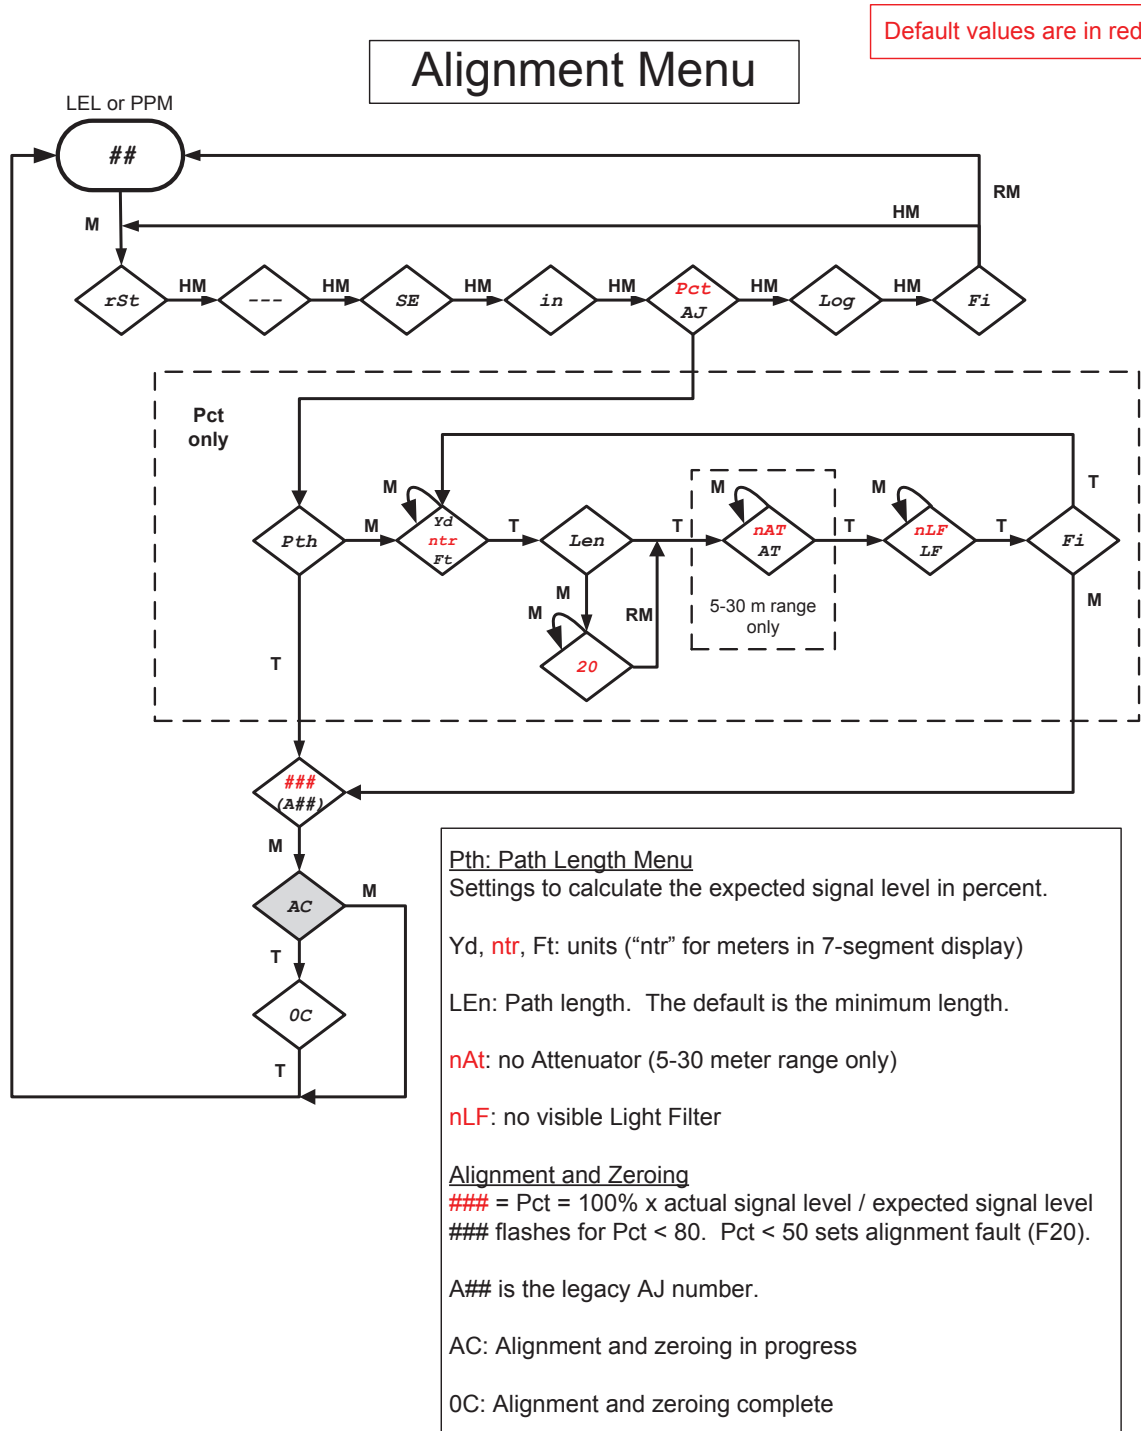 Default values are in red
Alignment Menu
LEL or PPM
##
RM
HM
M
rSt
HM
---
HM
SE
HM
in
HM
Pct
AJ
HM
Log
HM
Fi
Pct
only
M
M
M
T
Yd
ntr
Ft
Pth
M
T
Len
T
nAT
AT
T
nLF
LF
T
Fi
M
M
RM
M
5-30 m range
only
20
T
###
(A##)
M
AC
M
T
0C
T
Pth: Path Length Menu
Settings to calculate the expected signal level in percent.
Yd, ntr, Ft: units (“ntr” for meters in 7-segment display)
LEn: Path length. The default is the minimum length.
nAt: no Attenuator (5-30 meter range only)
nLF: no visible Light Filter
Alignment and Zeroing
### = Pct = 100% x actual signal level / expected signal level
### flashes for Pct < 80. Pct < 50 sets alignment fault (F20).
A## is the legacy AJ number.
AC: Alignment and zeroing in progress
0C: Alignment and zeroing complete